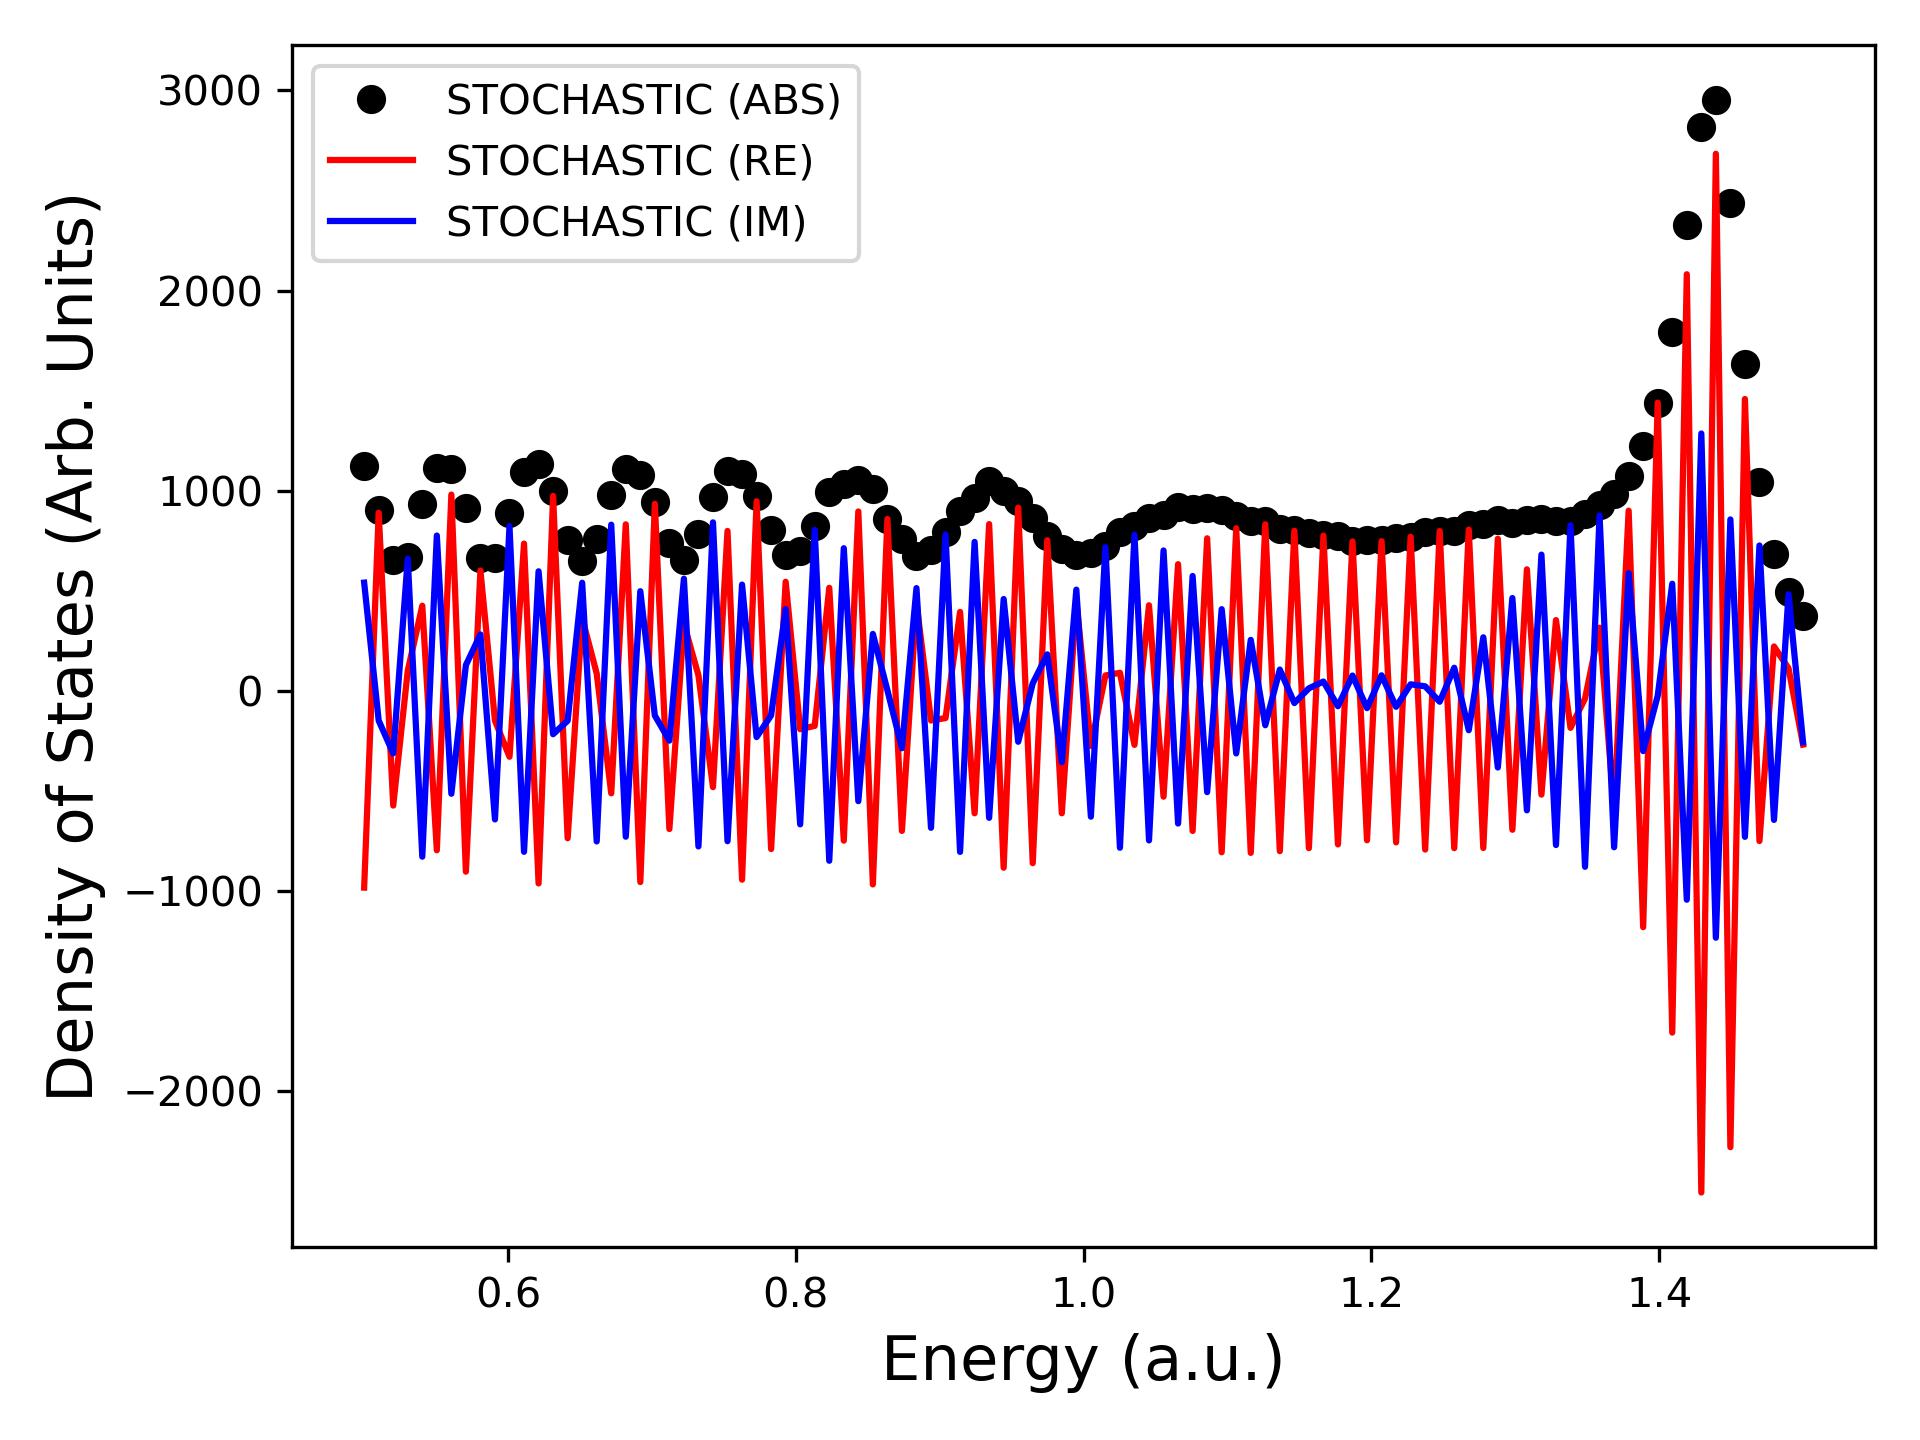 STOCHASTIC (ABS)
STOCHASTIC (RE)
STOCHASTIC (IM)
3000
2000
1000
0
−1000
−2000
Density of States (Arb. Units)
0.6
0.8
1.0
1.2
1.4
Energy (a.u.)